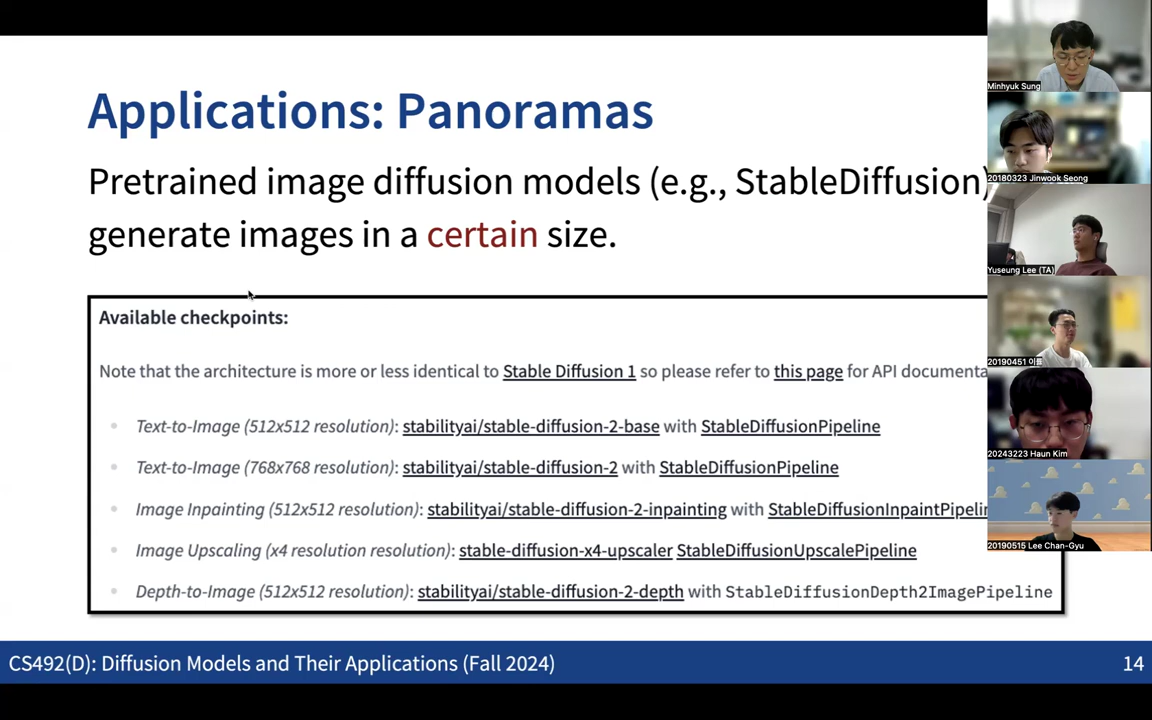 Applications: Panoramas
Pretrained image diffusion models (e.g., StableDiffusion)
generate images in a certain size.
Available checkpoints:
Note that the architecture is more or less identical to Stable Diffusion 1 so please refer to this page for API documenta
Text-to-Image (512x512 resolution): stabilityai/stable-diffusion-2-base with StableDiffusionPipeline
Text-to-Image (768x768 resolution): stabilityai/stable-diffusion-2 with StableDiffusionPipeline
Image Inpainting (512x512 resolution): stabilityai/stable-diffusion-2-inpainting with StableDiffusionInpaintPipelin
Image Upscaling (x4 resolution resolution): stable-diffusion-x4-upscaler StableDiffusionUpscalePipeline
Depth-to-Image (512x512 resolution): stabilityai/stable-diffusion-2-depth with StableDiffusionDepth2ImagePipeline
CS492(D): Diffusion Models and Their Applications (Fall 2024)
14
Minhyuk Sung
20180323 Jinwook Seong
Yuseung Lee (TA)
20190451
20243223 Haun Kim
20190515 Lee Chan-Gyu